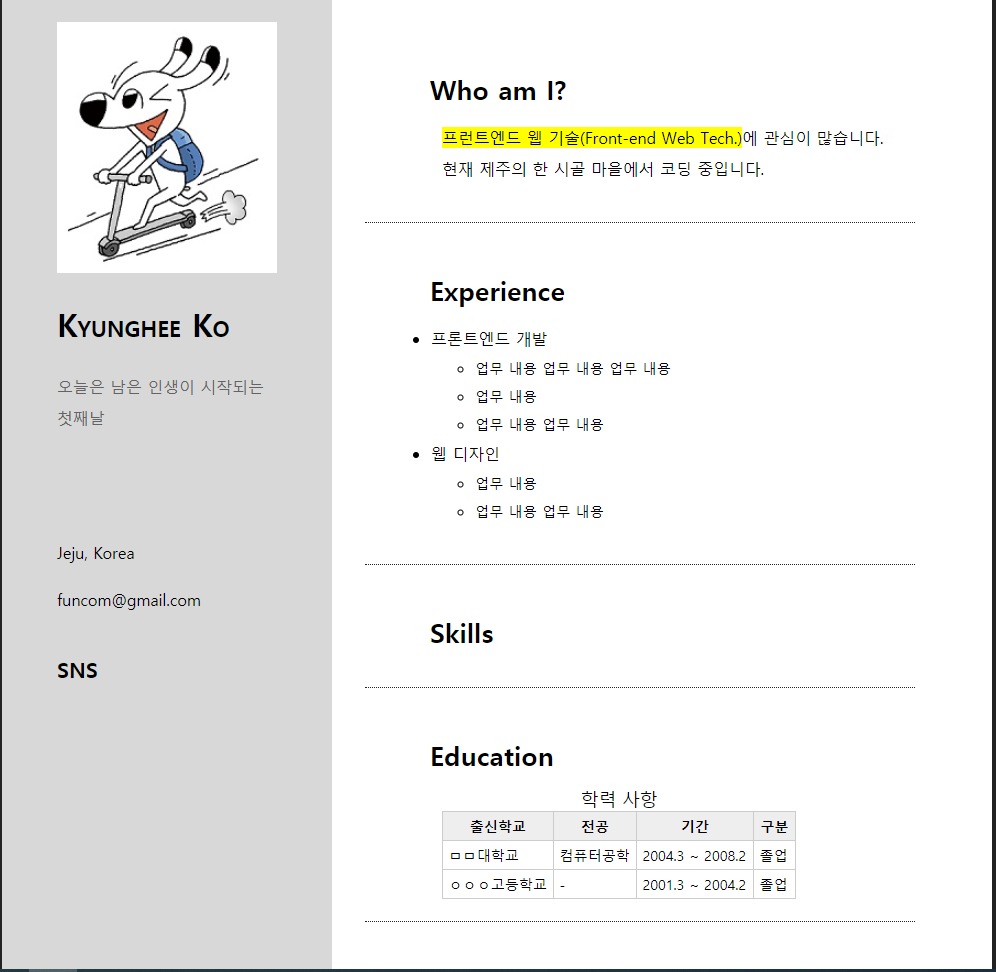 Kyunghee Ko
오늘은 남은 인생이 시작되는
첫째날
Jeju, Korea
funcom@gmail.com
SNS
Who am I?
프런트엔드 웹 기술(Front-end Web Tech.)에 관심이 많습니다.
현재 제주의 한 시골 마을에서 코딩 중입니다.
Experience
프론트엔드 개발
업무 내용 업무 내용 업무 내용
업무 내용
업무 내용 업무 내용
웹 디자인
업무 내용
업무 내용 업무 내용
Skills
Education
학력 사항
출신학교 전공 기간 구분
ㅁㅁ대학교 컴퓨터공학 2004.3 ~ 2008.2 졸업
ㅇㅇㅇ고등학교 - 2001.3 ~ 2004.2 졸업